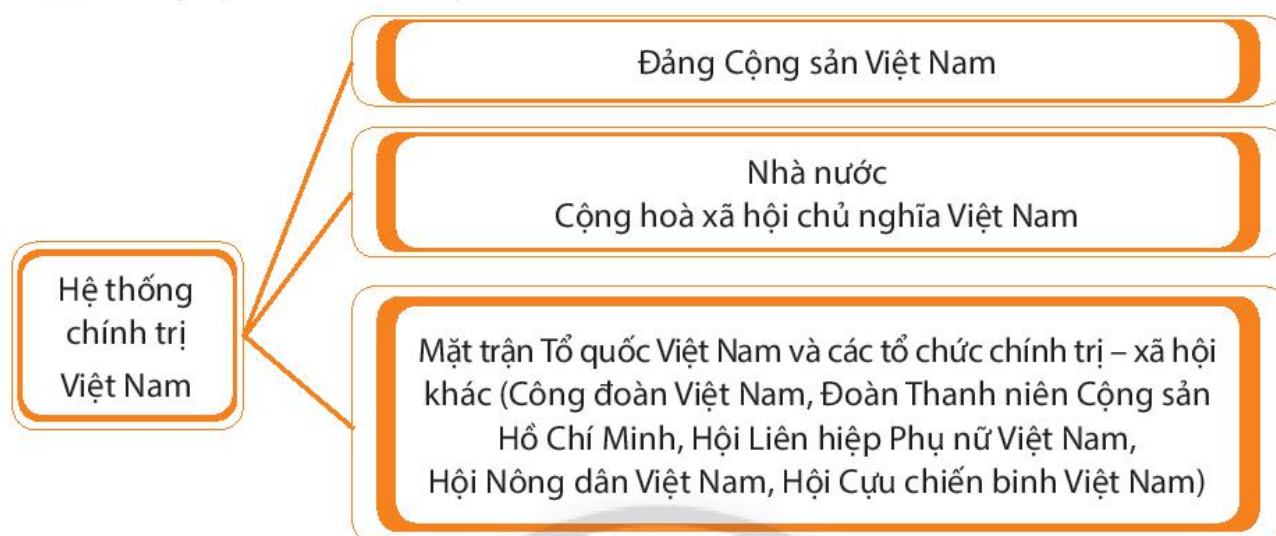 Đảng Cộng sản Việt Nam
Nhà nước
Cộng hoà xã hội chủ nghĩa Việt Nam
Hệ thống
chính trị
Việt Nam
Mặt trận Tổ quốc Việt Nam và các tổ chức chính trị – xã hội
khác (Công đoàn Việt Nam, Đoàn Thanh niên Cộng sản
Hồ Chí Minh, Hội Liên hiệp Phụ nữ Việt Nam,
Hội Nông dân Việt Nam, Hội Cựu chiến binh Việt Nam)